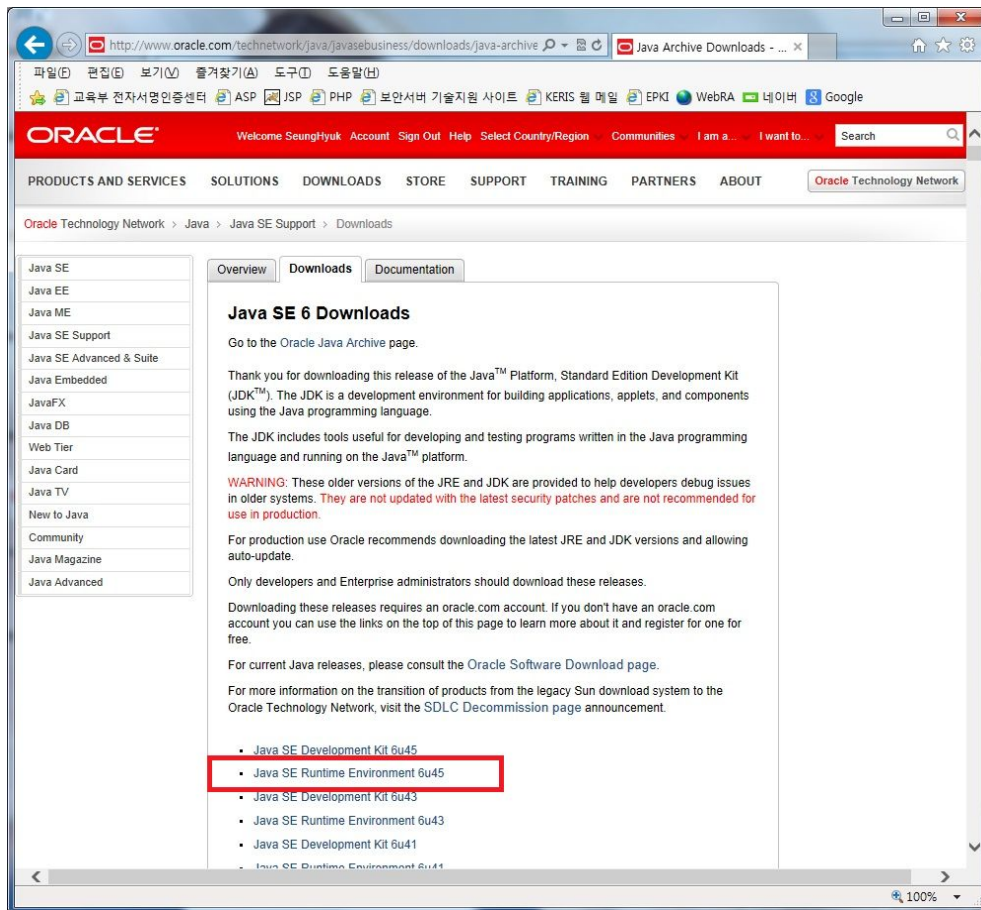 http://www.oracle.com/technetwork/java/javasebusiness/downloads/java-archive
Java Archive Downloads - ...
파일(F) 편집(E) 보기(V) 즐겨찾기(A) 도구(T) 도움말(H)
교육부 전자서명인증센터 ASP JSP PHP 보안서버 기술지원 사이트 KERIS 웹 메일 EPKI WebRA 네이버 Google
ORACLE
Welcome SeungHyuk Account Sign Out Help Select Country/Region Communities I am a... I want to... Search
PRODUCTS AND SERVICES SOLUTIONS DOWNLOADS STORE SUPPORT TRAINING PARTNERS ABOUT Oracle Technology Network
Oracle Technology Network > Java > Java SE Support > Downloads
Java SE
Java EE
Java ME
Java SE Support
Java SE Advanced & Suite
Java Embedded
JavaFX
Java DB
Web Tier
Java Card
Java TV
New to Java
Community
Java Magazine
Java Advanced
Overview Downloads Documentation
Java SE 6 Downloads
Go to the Oracle Java Archive page.
Thank you for downloading this release of the Java™ Platform, Standard Edition Development Kit
(JDK™). The JDK is a development environment for building applications, applets, and components
using the Java programming language.
The JDK includes tools useful for developing and testing programs written in the Java programming
language and running on the Java™ platform.
WARNING: These older versions of the JRE and JDK are provided to help developers debug issues
in older systems. They are not updated with the latest security patches and are not recommended for
use in production.
For production use Oracle recommends downloading the latest JRE and JDK versions and allowing
auto-update.
Only developers and Enterprise administrators should download these releases.
Downloading these releases requires an oracle.com account. If you don't have an oracle.com
account you can use the links on the top of this page to learn more about it and register for one for
free.
For current Java releases, please consult the Oracle Software Download page.
For more information on the transition of products from the legacy Sun download system to the
Oracle Technology Network, visit the SDLC Decommission page announcement.
Java SE Development Kit 6u45
Java SE Runtime Environment 6u45
Java SE Development Kit 6u43
Java SE Runtime Environment 6u43
Java SE Development Kit 6u41
Java SE Runtime Environment 6u41
100%